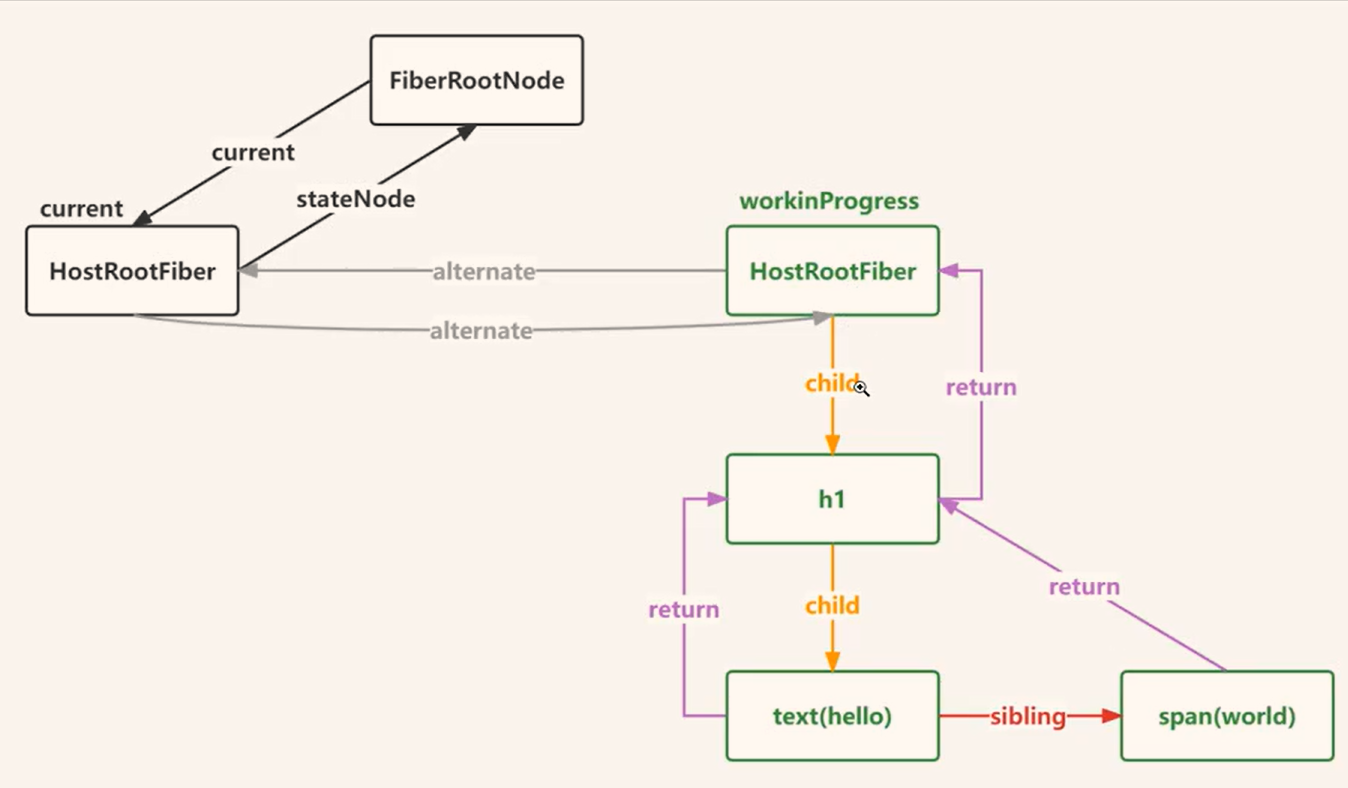 FiberRootNode
current
stateNode
current
HostRootFiber
alternate
alternate
workinProgress
HostRootFiber
child
return
h1
return
child
return
text(hello)
sibling
span(world)